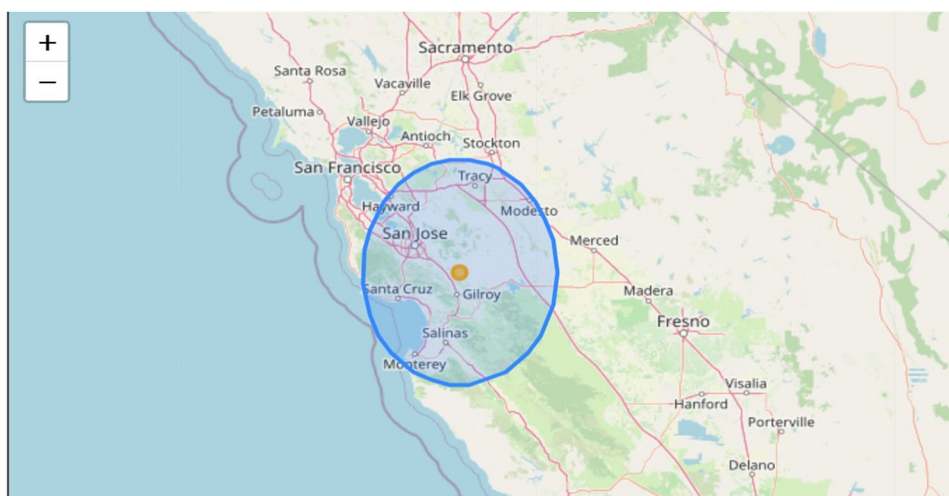 +
−
Sacramento
Santa Rosa
Vacaville
Elk Grove
Petaluma
Vallejo
Antioch
Stockton
San Francisco
Tracy
Hayward
Modesto
San Jose
Merced
Santa Cruz
Gilroy
Madera
Fresno
Salinas
Monterey
Visalia
Hanford
Porterville
Delano